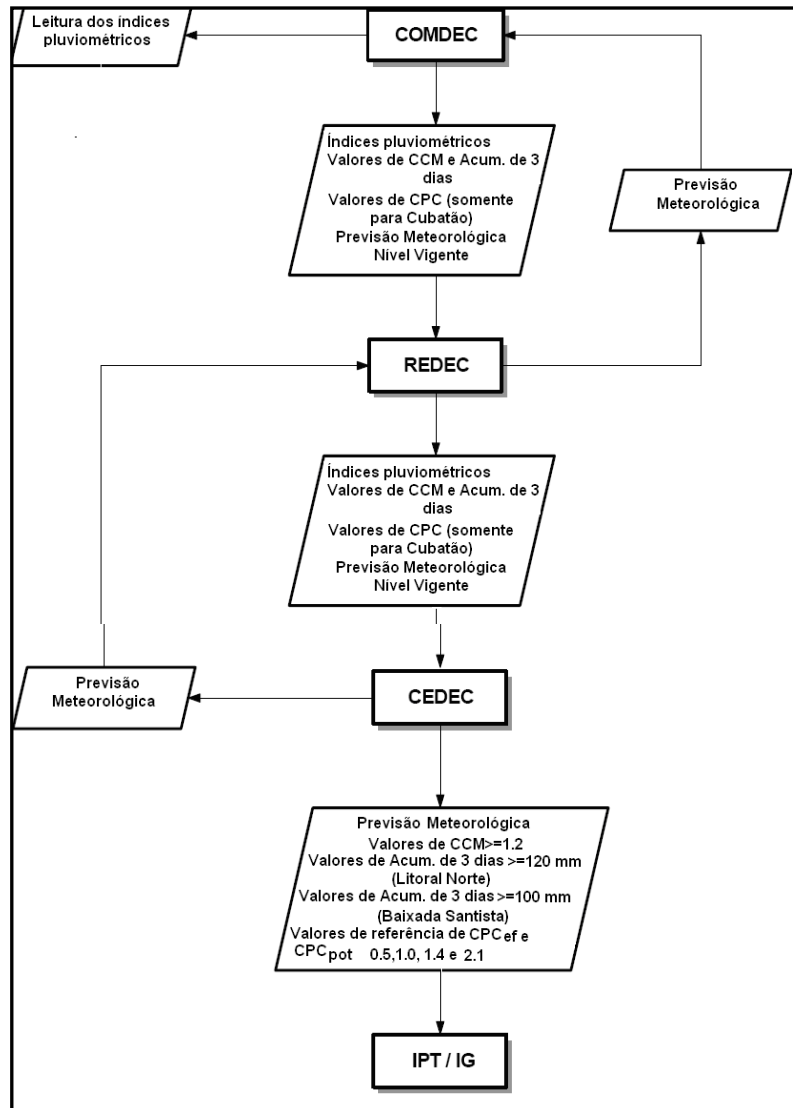 Leitura dos índices
pluviométricos
COMDEC
Índices pluviométricos
Valores de CCM e Acum. de 3
dias
Valores de CPC (somente
para Cubatão)
Previsão Meteorológica
Nível Vigente
Previsão
Meteorológica
REDEC
Índices pluviométricos
Valores de CCM e Acum. de 3
dias
Valores de CPC (somente
para Cubatão)
Previsão Meteorológica
Nível Vigente
Previsão
Meteorológica
CEDEC
Previsão Meteorológica
Valores de CCM>=1.2
Valores de Acum. de 3 dias >=120 mm
(Litoral Norte)
Valores de Acum. de 3 dias >=100 mm
(Baixada Santista)
Valores de referência de CPCef e
CPCpot 0.5,1.0, 1.4 e 2.1
IPT / IG